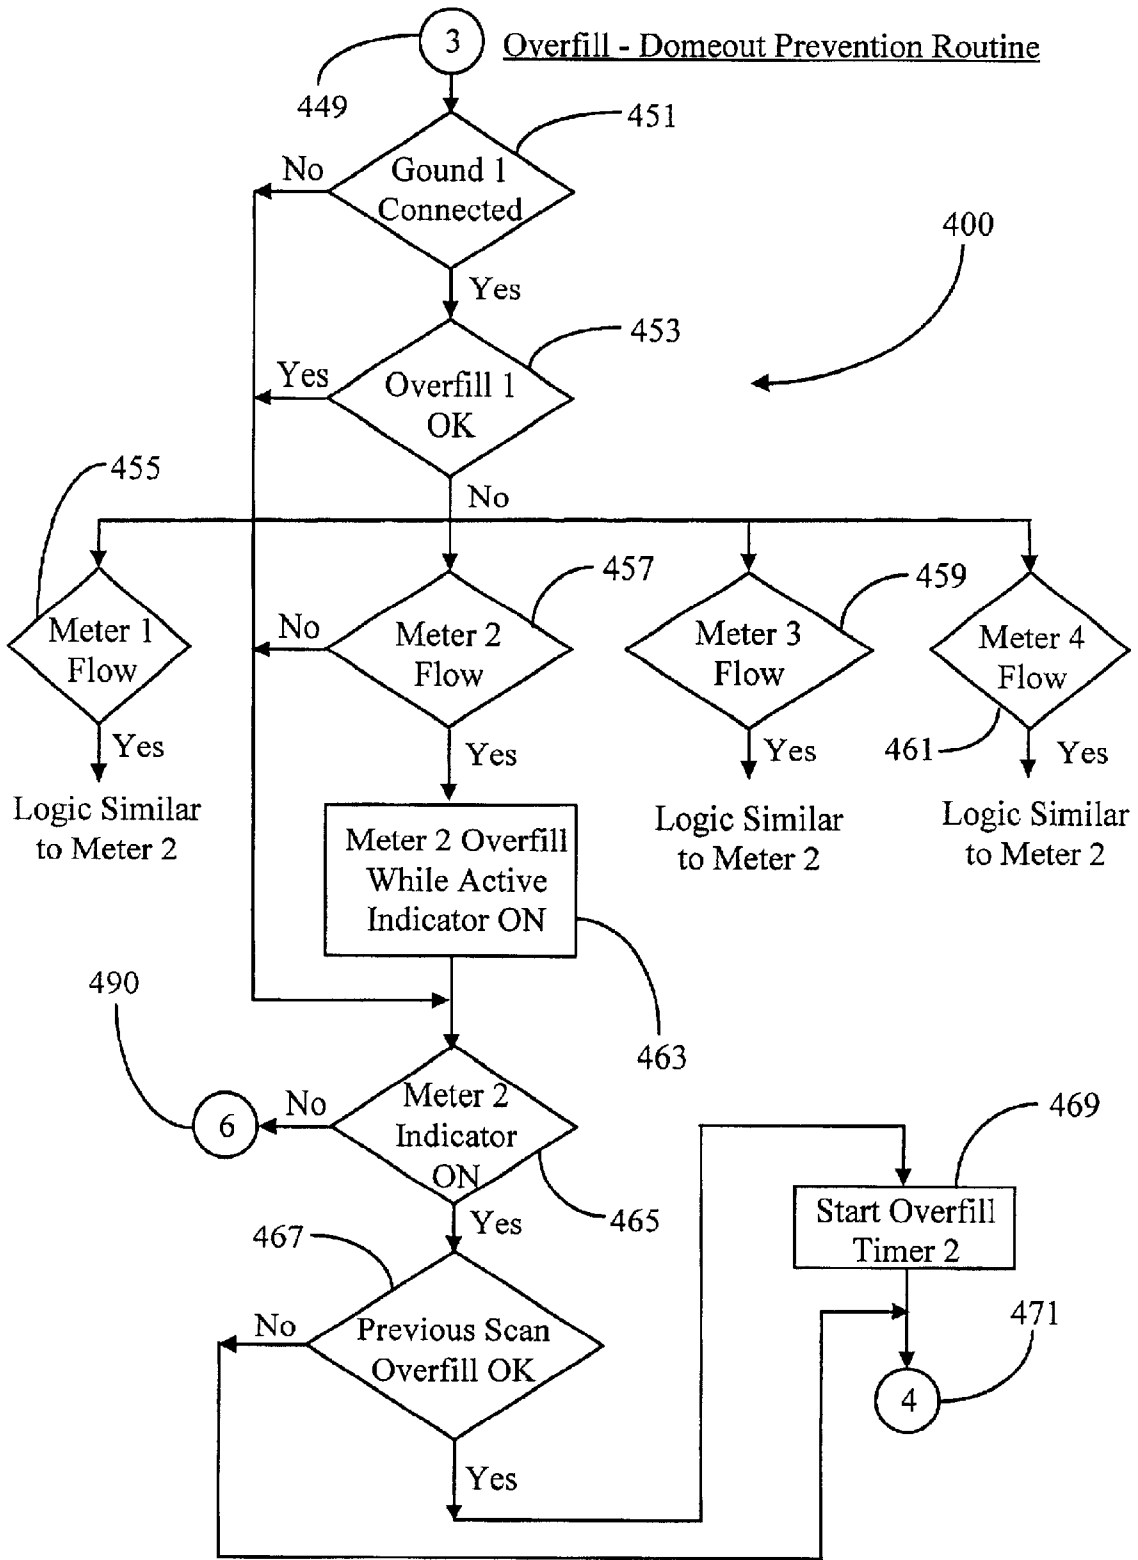 3
Overfill - Domeout Prevention Routine
449
451
No
Gound 1
Connected
400
Yes
453
Yes
Overfill 1
OK
455
No
457
459
Meter 1
Flow
No
Meter 2
Flow
Meter 3
Flow
Meter 4
Flow
461
Yes
Yes
Yes
Yes
Logic Similar
to Meter 2
Meter 2 Overfill
While Active
Indicator ON
Logic Similar
to Meter 2
Logic Similar
to Meter 2
490
463
6
No
Meter 2
Indicator
ON
469
465
Yes
Start Overfill
Timer 2
467
No
Previous Scan
Overfill OK
471
4
Yes